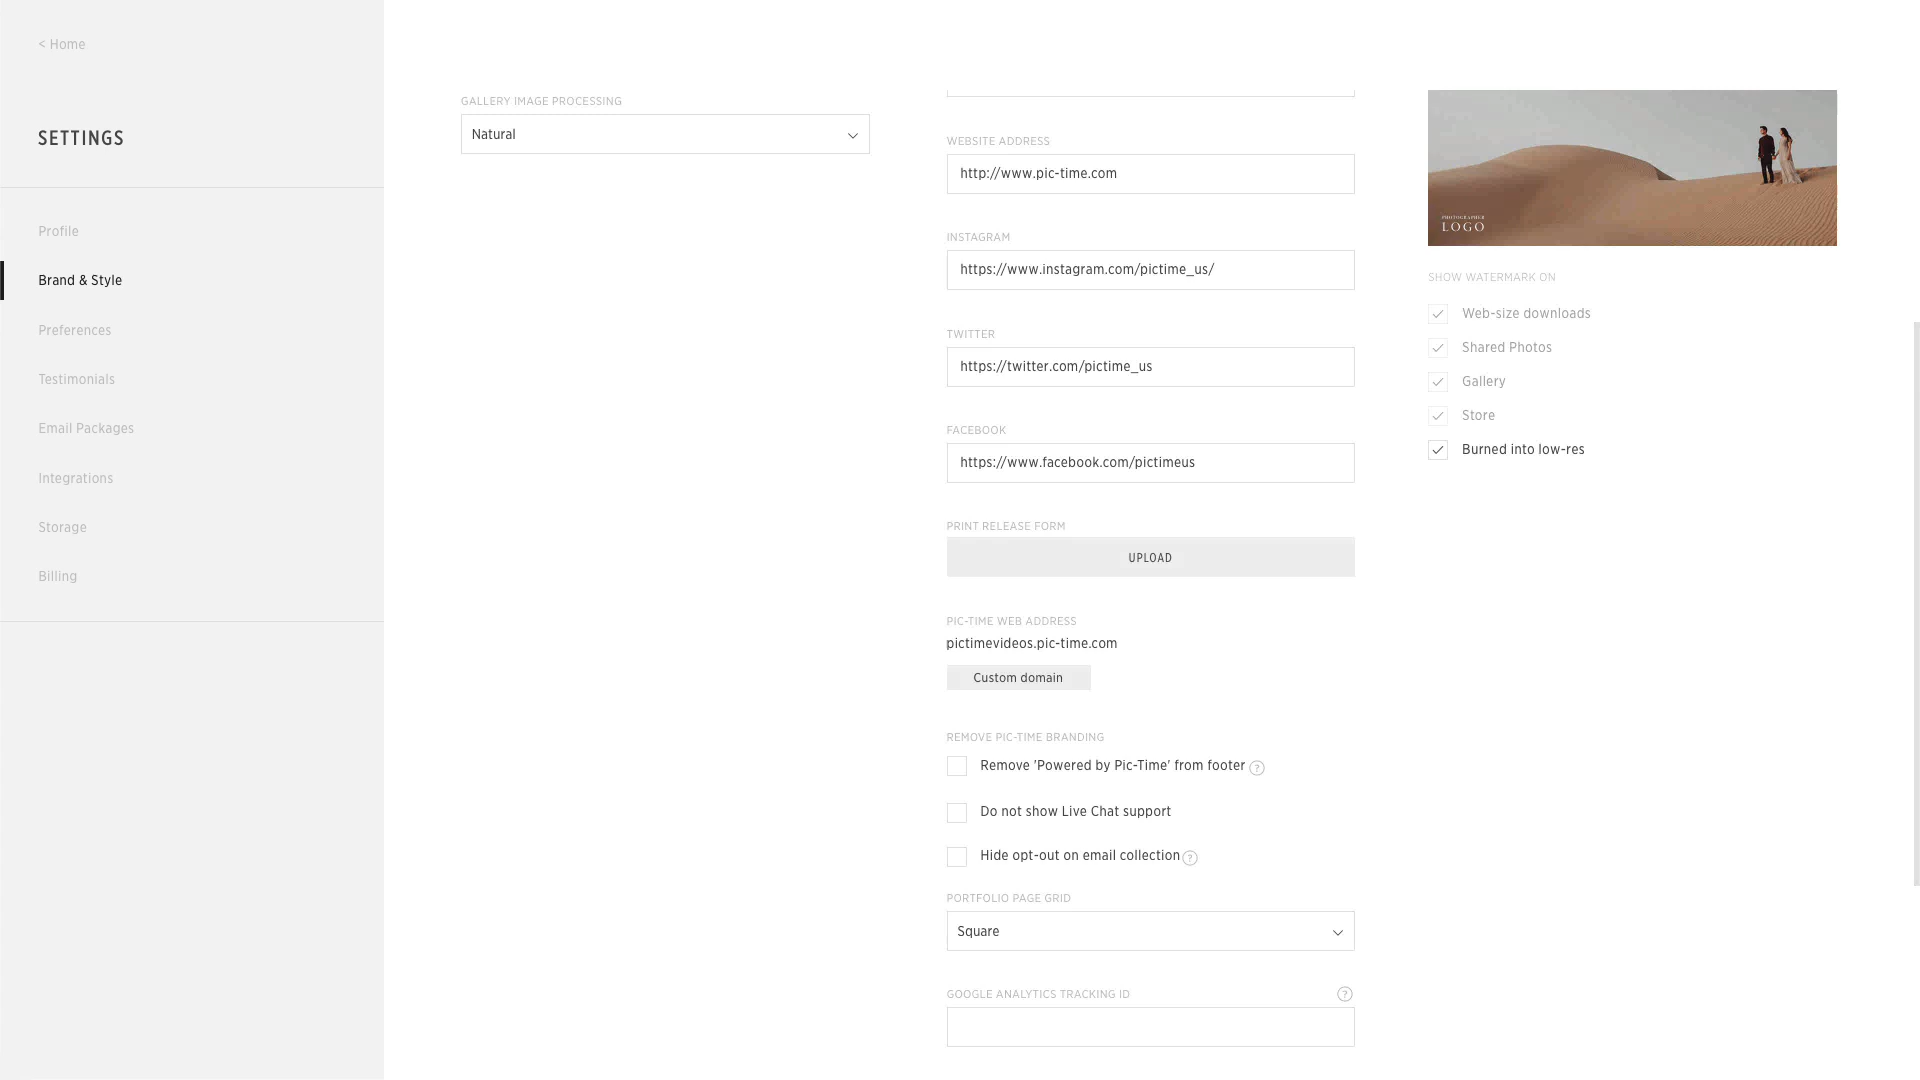 < Home
SETTINGS
Profile
Brand & Style
Preferences
Testimonials
Email Packages
Integrations
Storage
Billing
GALLERY IMAGE PROCESSING
Natural
WEBSITE ADDRESS
http://www.pic-time.com
INSTAGRAM
https://www.instagram.com/pictime_us/
TWITTER
https://twitter.com/pictime_us
FACEBOOK
https://www.facebook.com/pictimeus
PRINT RELEASE FORM
UPLOAD
PIC-TIME WEB ADDRESS
pictimevideos.pic-time.com
Custom domain
REMOVE PIC-TIME BRANDING
Remove 'Powered by Pic-Time' from footer ?
Do not show Live Chat support
Hide opt-out on email collection ?
PORTFOLIO PAGE GRID
Square
GOOGLE ANALYTICS TRACKING ID ?
PHOTOGRAPHER
LOGO
SHOW WATERMARK ON
Web-size downloads
Shared Photos
Gallery
Store
Burned into low-res